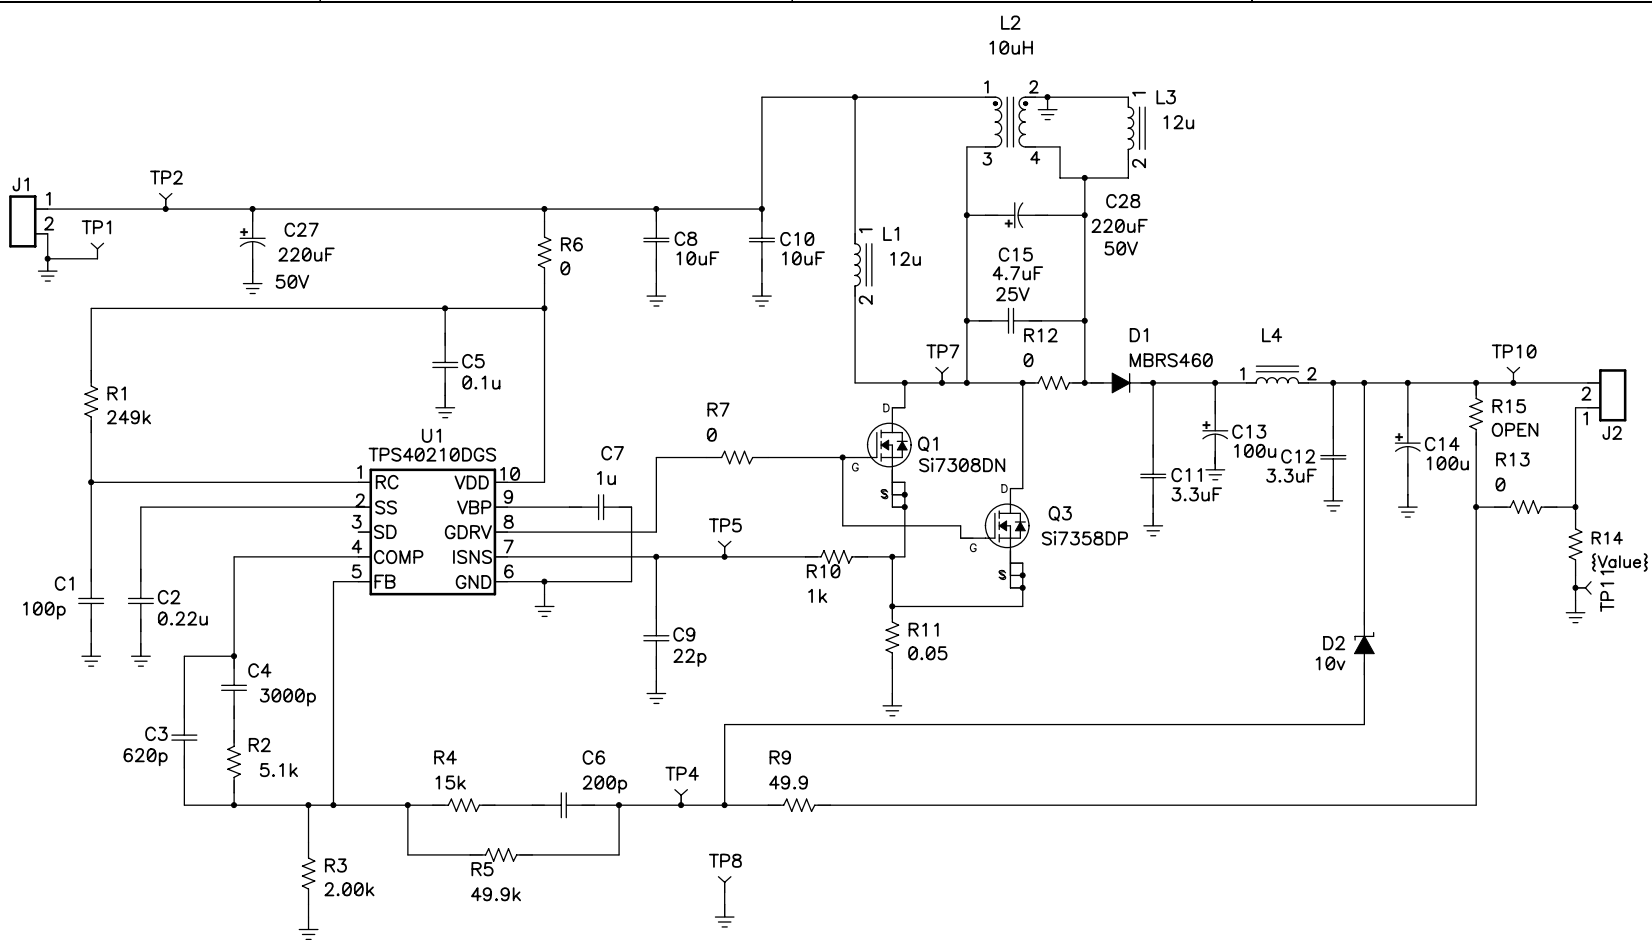 L2
10uH
1
2
3
4
L3
12u
1
2
J1
1
2
TP1
TP2
C27
220uF
50V
+
R6
0
C8
10uF
C10
10uF
L1
12u
1
2
C28
220uF
50V
+
C15
4.7uF
25V
R12
0
TP7
D1
MBRS460
L4
1
2
TP10
2
1
J2
R1
249k
C5
0.1u
U1
TPS40210DGS
1
RC
2
SS
3
SD
4
COMP
5
FB
VDD
10
VBP
9
GDRV
8
ISNS
7
GND
6
C7
1u
R7
0
D
G
S
Q1
Si7308DN
D
G
S
Q3
Si7358DP
+
C13
100u
C11
3.3uF
C12
3.3uF
+
C14
100u
R15
OPEN
R13
0
R14
{Value}
TP11
TP5
R10
1k
C1
100p
C2
0.22u
C9
22p
R11
0.05
D2
10v
C4
3000p
C3
620p
R2
5.1k
R4
15k
C6
200p
TP4
R9
49.9
R3
2.00k
R5
49.9k
TP8